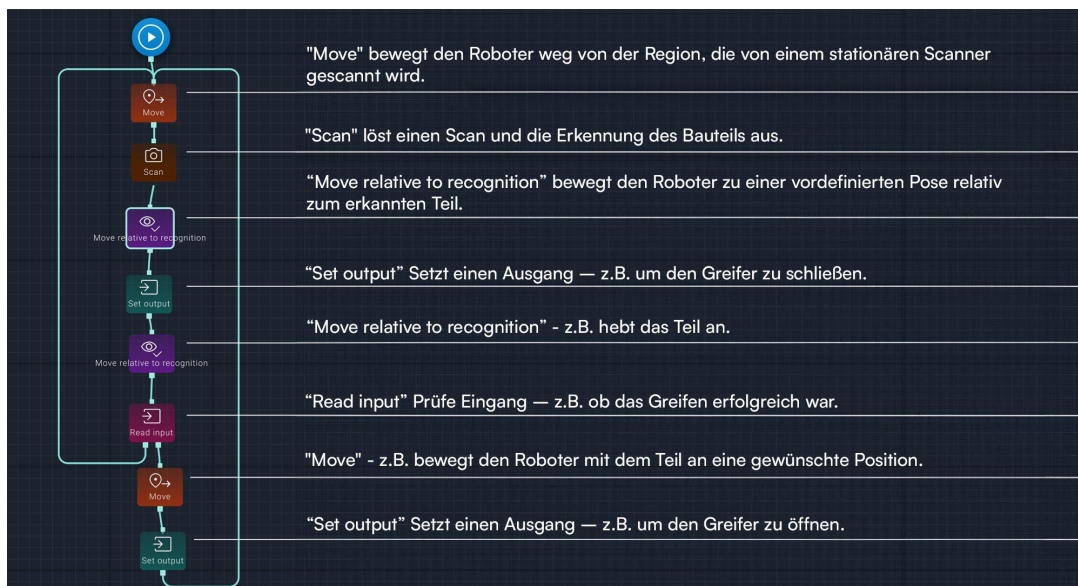 "Move" bewegt den Roboter weg von der Region, die von einem stationären Scanner
gescannt wird.
Move
"Scan" löst einen Scan und die Erkennung des Bauteils aus.
Scan
“Move relative to recognition” bewegt den Roboter zu einer vordefinierten Pose relativ
zum erkannten Teil.
Move relative to recognition
“Set output” Setzt einen Ausgang – z.B. um den Greifer zu schließen.
Set output
“Move relative to recognition” - z.B. hebt das Teil an.
Move relative to recognition
“Read input” Prüfe Eingang – z.B. ob das Greifen erfolgreich war.
Read input
"Move" - z.B. bewegt den Roboter mit dem Teil an eine gewünschte Position.
Move
“Set output” Setzt einen Ausgang – z.B. um den Greifer zu öffnen.
Set output